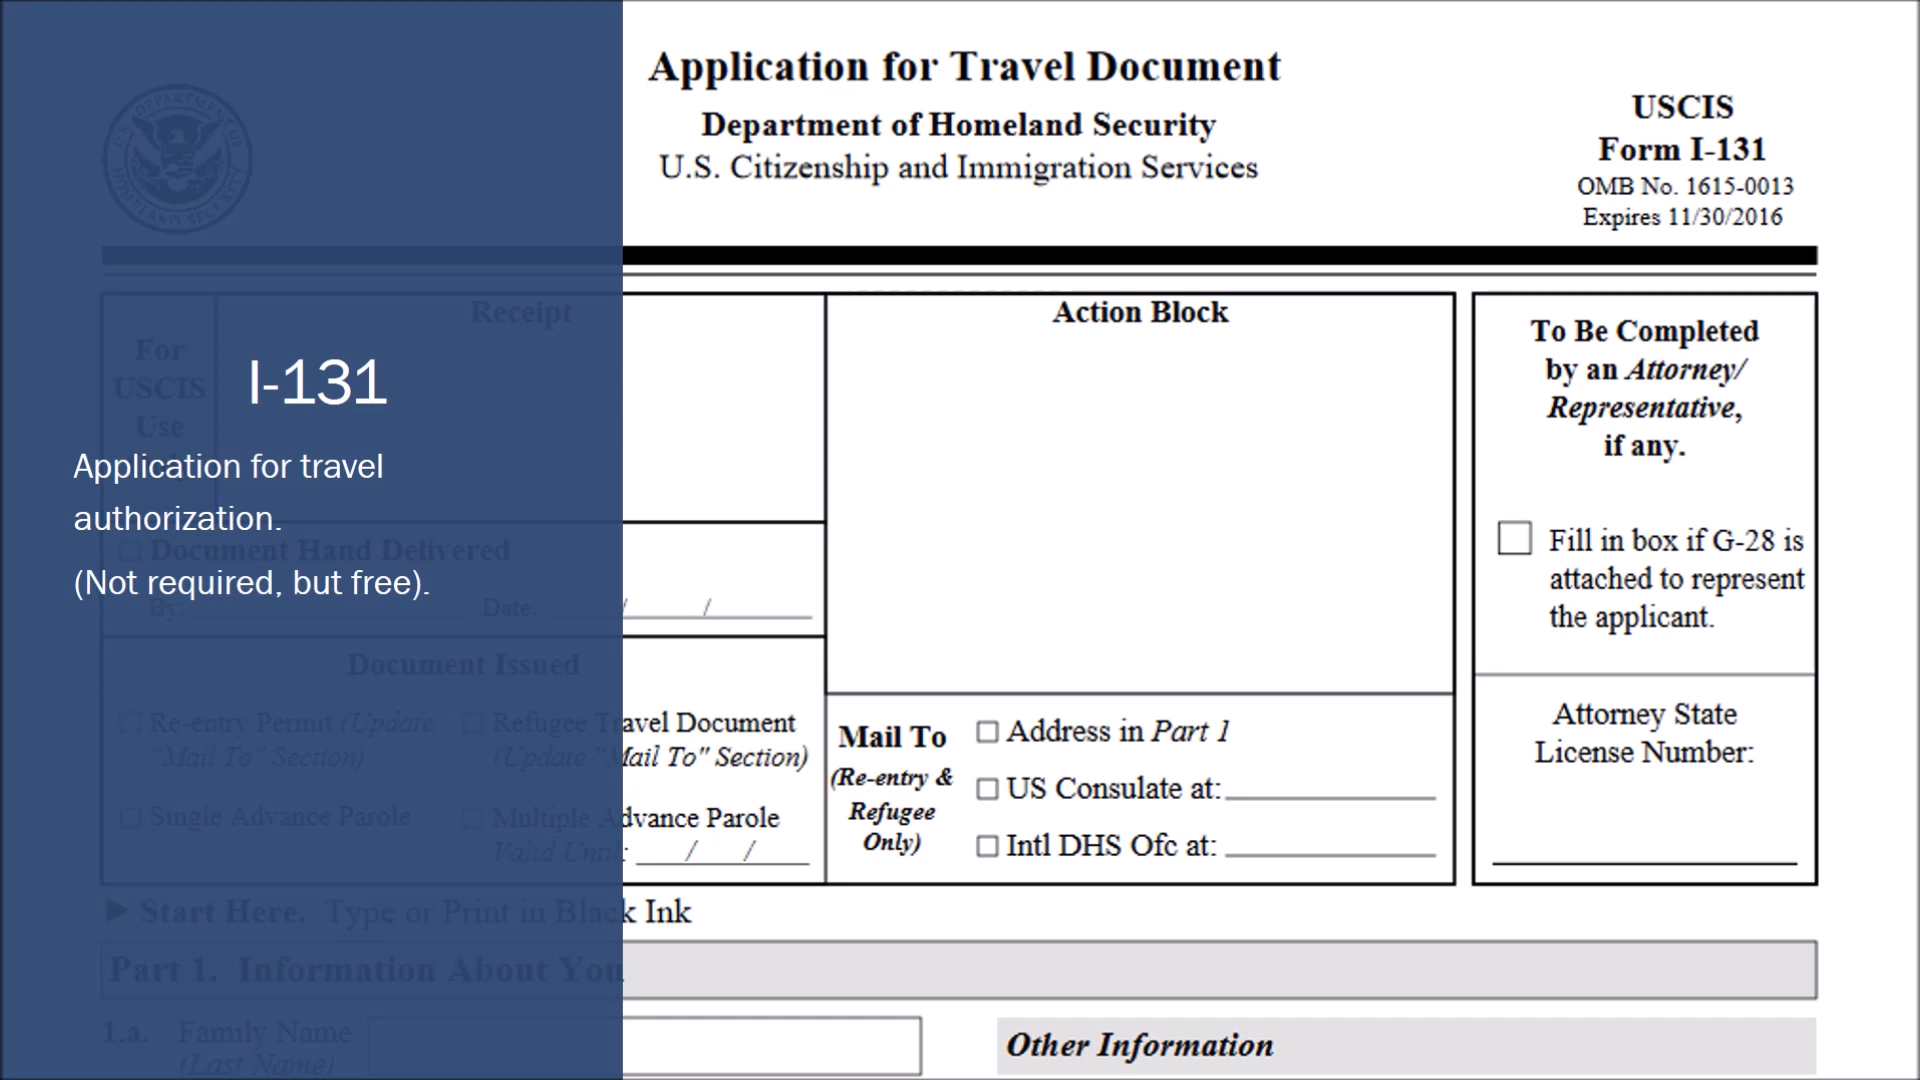 Application for Travel Document
Department of Homeland Security
U.S. Citizenship and Immigration Services
USCIS
Form I-131
OMB No. 1615-0013
Expires 11/30/2016
U.S. DEPARTMENT OF
HOMELAND SECURITY
I-131
Application for travel
authorization.
(Not required, but free).
For
USCIS
Use
Receipt
Document Hand Delivered
By: Date: / /
Document Issued
Re-entry Permit (Update
"Mail To" Section)
Refugee Travel Document
(Update "Mail To" Section)
Single Advance Parole
Multiple Advance Parole
Valid Until: / /
Action Block
Mail To
(Re-entry &
Refugee
Only)
Address in Part 1
US Consulate at:
Intl DHS Ofc at:
To Be Completed
by an Attorney/
Representative,
if any.
Fill in box if G-28 is
attached to represent
the applicant.
Attorney State
License Number:
Start Here. Type or Print in Black Ink
Part 1. Information About You
1.a. Family Name
(Last Name)
Other Information